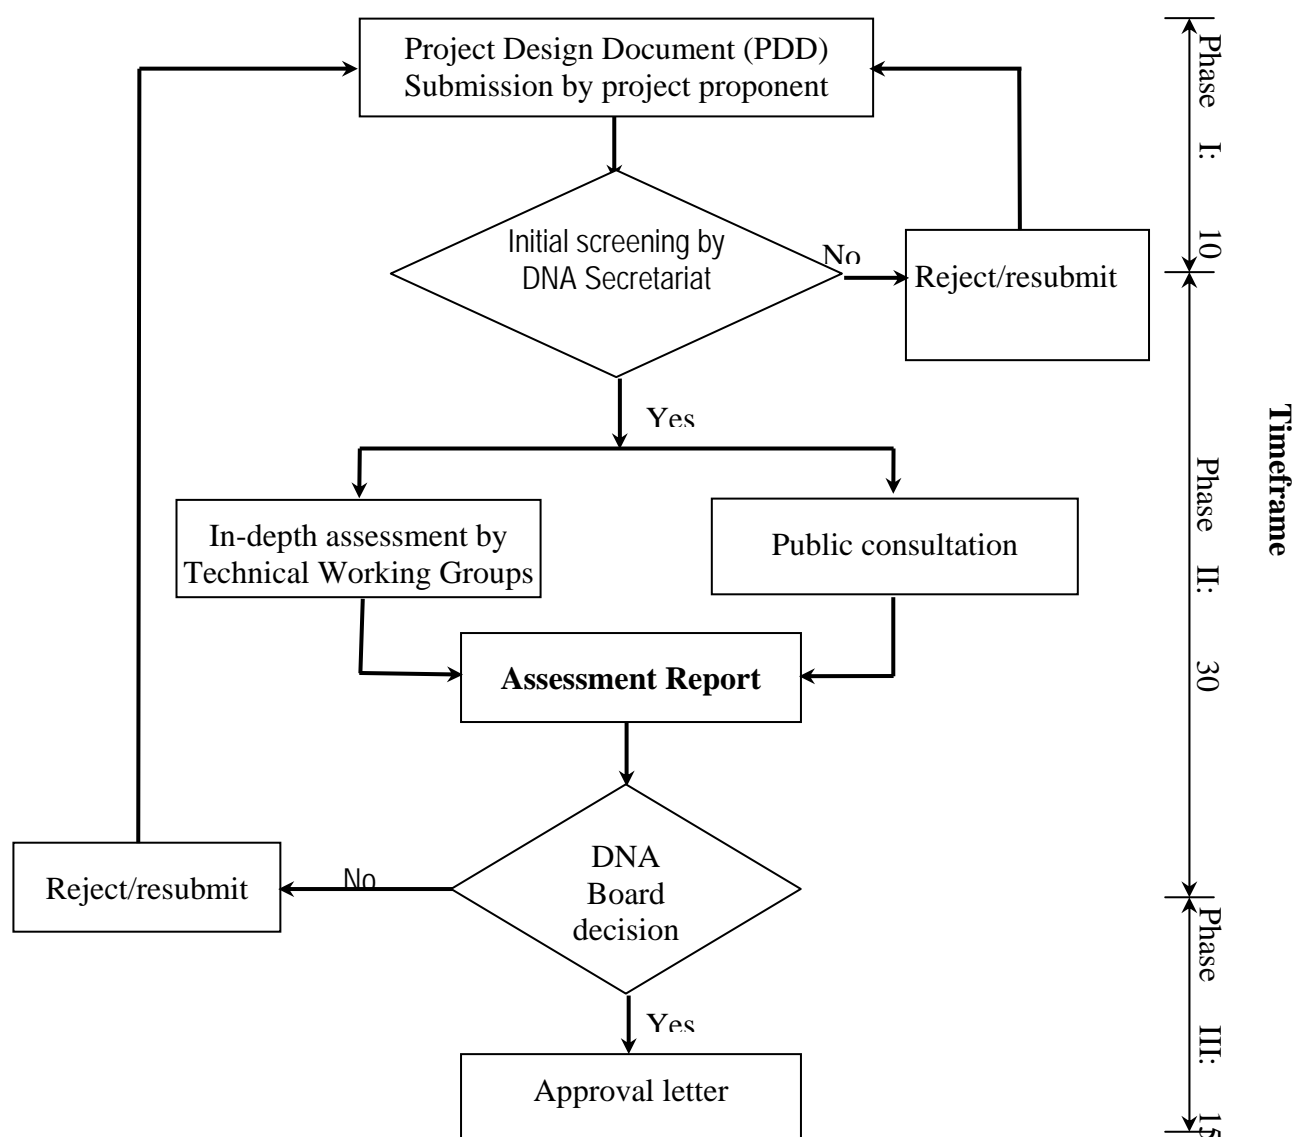 Project Design Document (PDD)
Submission by project proponent
Initial screening by
DNA Secretariat
No
Reject/resubmit
Yes
In-depth assessment by
Technical Working Groups
Public consultation
Assessment Report
DNA
Board
decision
No
Reject/resubmit
Yes
Approval letter
Phase I: 10
Phase II: 30
Phase III: 15
Timeframe